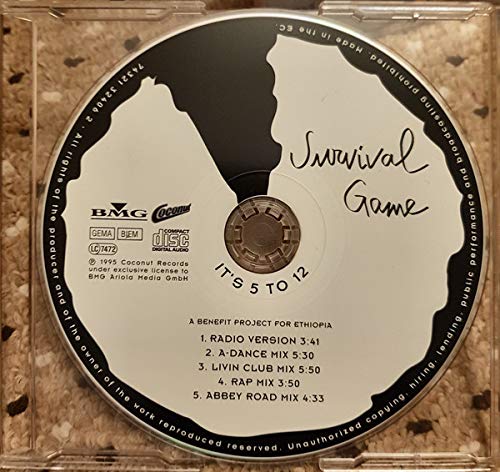 Survival
Game
BMG
Coconut
GEMA BIEM
LC 7472
COMPACT
disc
DIGITAL AUDIO
℗ 1995 Coconut Records
under exclusive license to
BMG Ariola Media GmbH
IT'S 5 TO 12
A BENEFIT PROJECT FOR ETHIOPIA
1. RADIO VERSION 3:41
2. A-DANCE MIX 5:30
3. LIVIN CLUB MIX 5:50
4. RAP MIX 3:50
5. ABBEY ROAD MIX 4:33
74321 32406 2 · All rights of the producer and of the owner of the work reproduced reserved. Unauthorized copying, hiring, lending, public performance and broadcasting prohibited. Made in the EC.